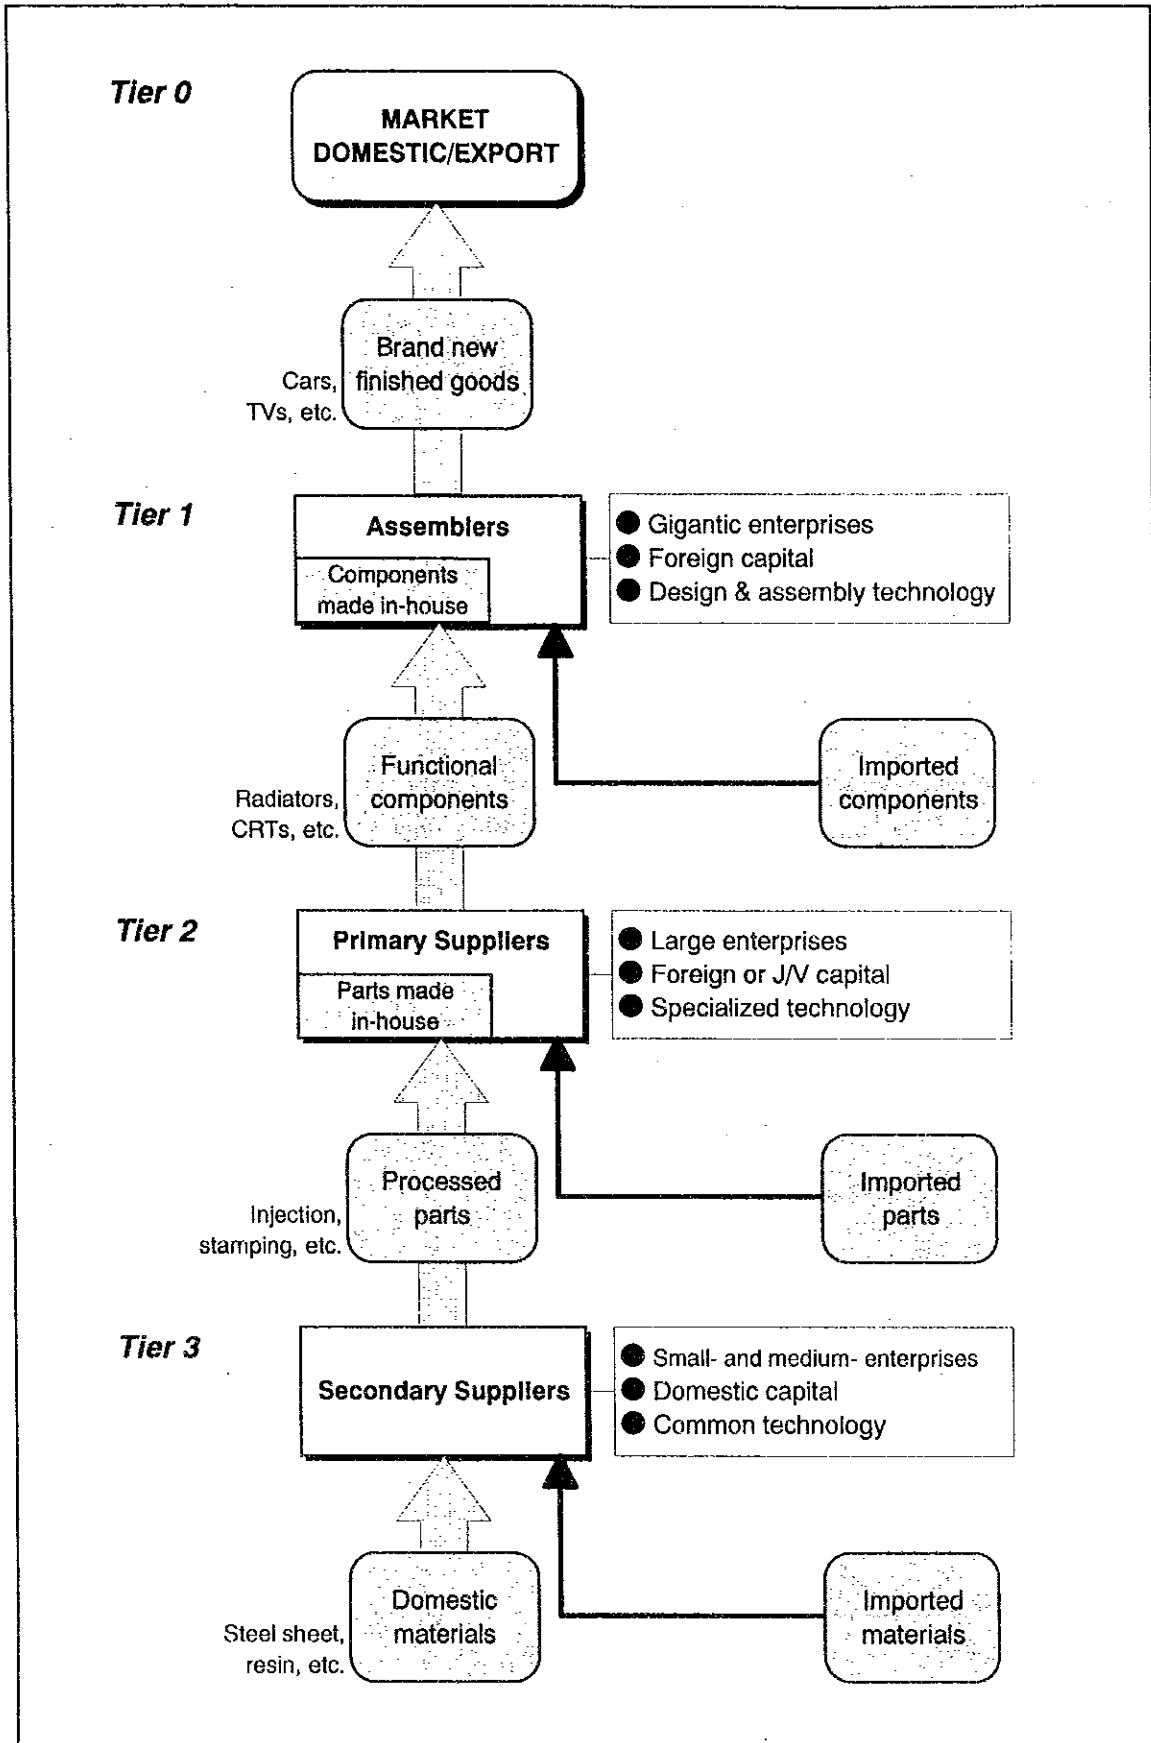 Tier 0
MARKET
DOMESTIC/EXPORT
Brand new
finished goods
Cars,
TVs, etc.
Tier 1
Assemblers
Components
made in-house
● Gigantic enterprises
● Foreign capital
● Design & assembly technology
Functional
components
Radiators,
CRTs, etc.
Imported
components
Tier 2
Primary Suppliers
Parts made
in-house
● Large enterprises
● Foreign or J/V capital
● Specialized technology
Processed
parts
Injection,
stamping, etc.
Imported
parts
Tier 3
Secondary Suppliers
● Small- and medium- enterprises
● Domestic capital
● Common technology
Domestic
materials
Steel sheet,
resin, etc.
Imported
materials